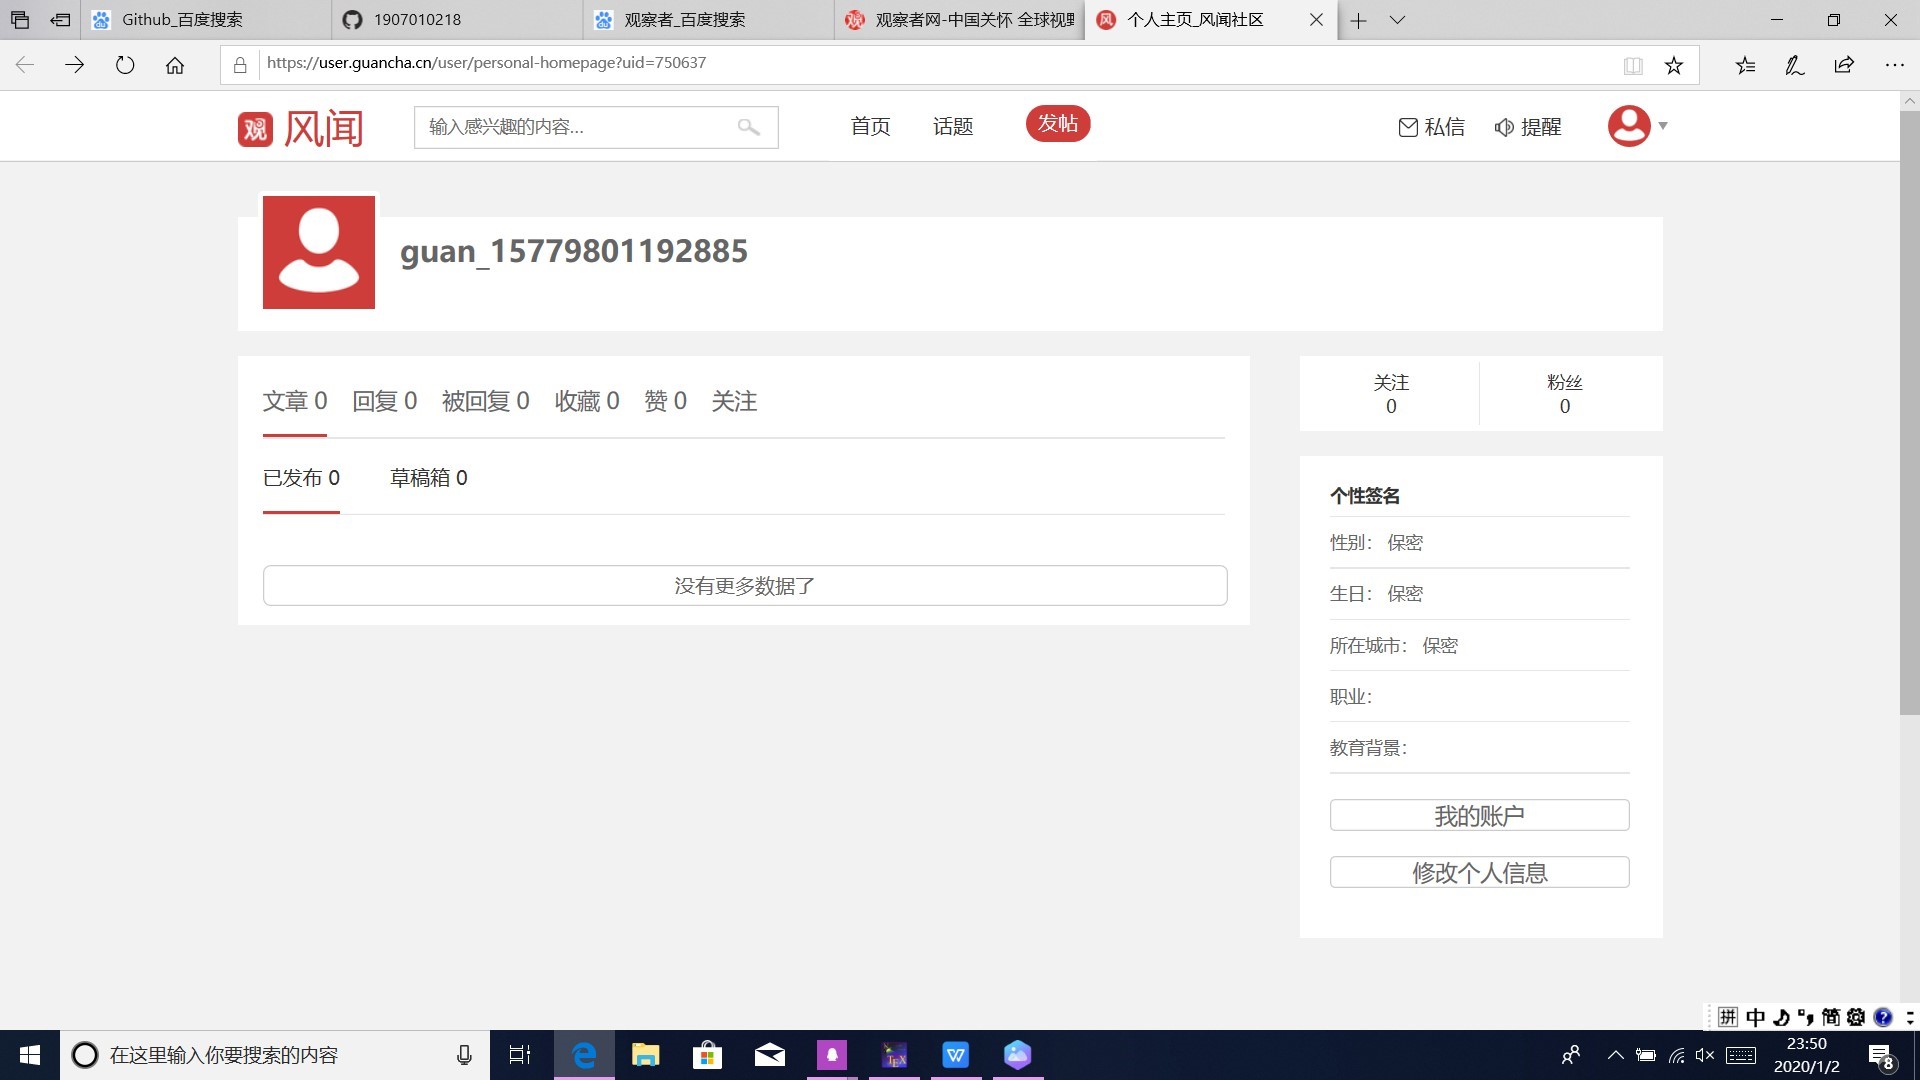 Github_百度搜索
1907010218
观察者_百度搜索
观察者网-中国关怀 全球视野
个人主页_风闻社区
https://user.guancha.cn/user/personal-homepage?uid=750637
观 风闻
输入感兴趣的内容...
首页
话题
发帖
私信
提醒
guan_15779801192885
文章 0
回复 0
被回复 0
收藏 0
赞 0
关注
已发布 0
草稿箱 0
没有更多数据了
关注
0
粉丝
0
个性签名
性别： 保密
生日： 保密
所在城市： 保密
职业：
教育背景：
我的账户
修改个人信息
拼 中 简
在这里输入你要搜索的内容
23:50
2020/1/2
8